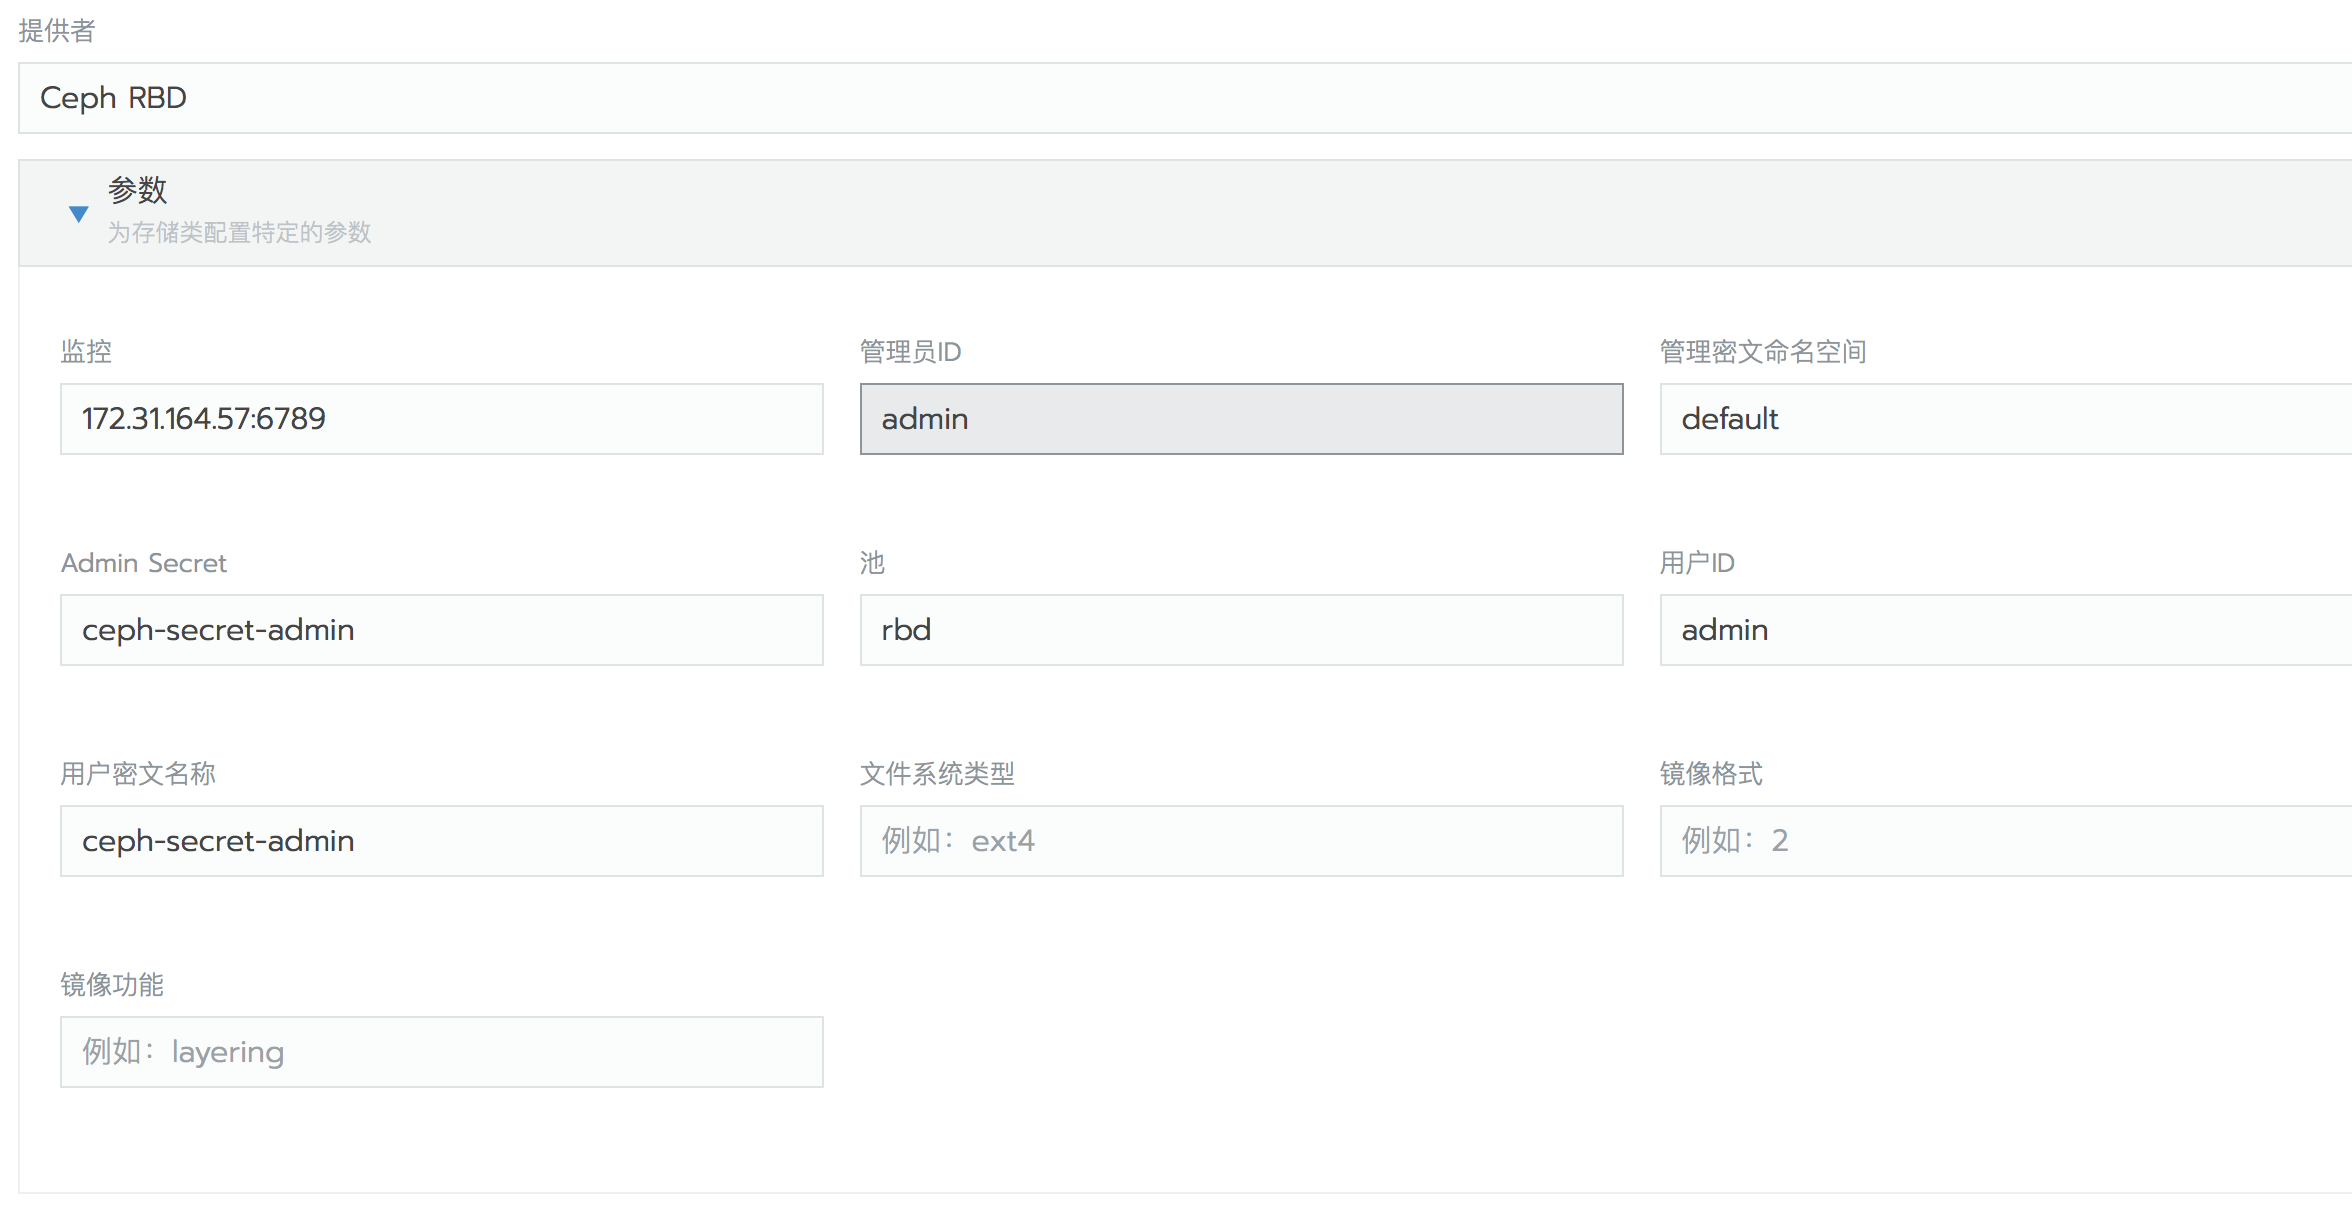 提供者
Ceph RBD
参数
为存储类配置特定的参数
监控
管理员ID
管理密文命名空间
172.31.164.57:6789
admin
default
Admin Secret
池
用户ID
ceph-secret-admin
rbd
admin
用户密文名称
文件系统类型
镜像格式
ceph-secret-admin
例如：ext4
例如：2
镜像功能
例如：layering